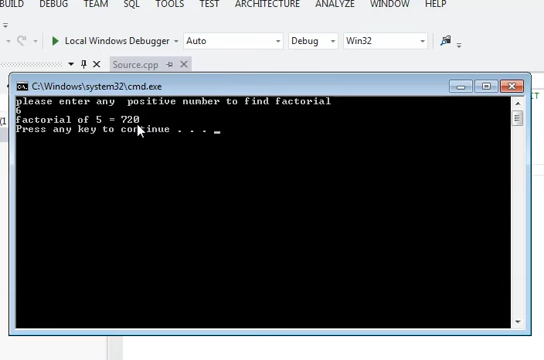 BUILD DEBUG TEAM SQL TOOLS TEST ARCHITECTURE ANALYZE WINDOW HELP
Local Windows Debugger Auto Debug Win32
Source.cpp
C:\Windows\system32\cmd.exe
please enter any  positive number to find factorial
6
factorial of 5 = 720
Press any key to continue . . . _